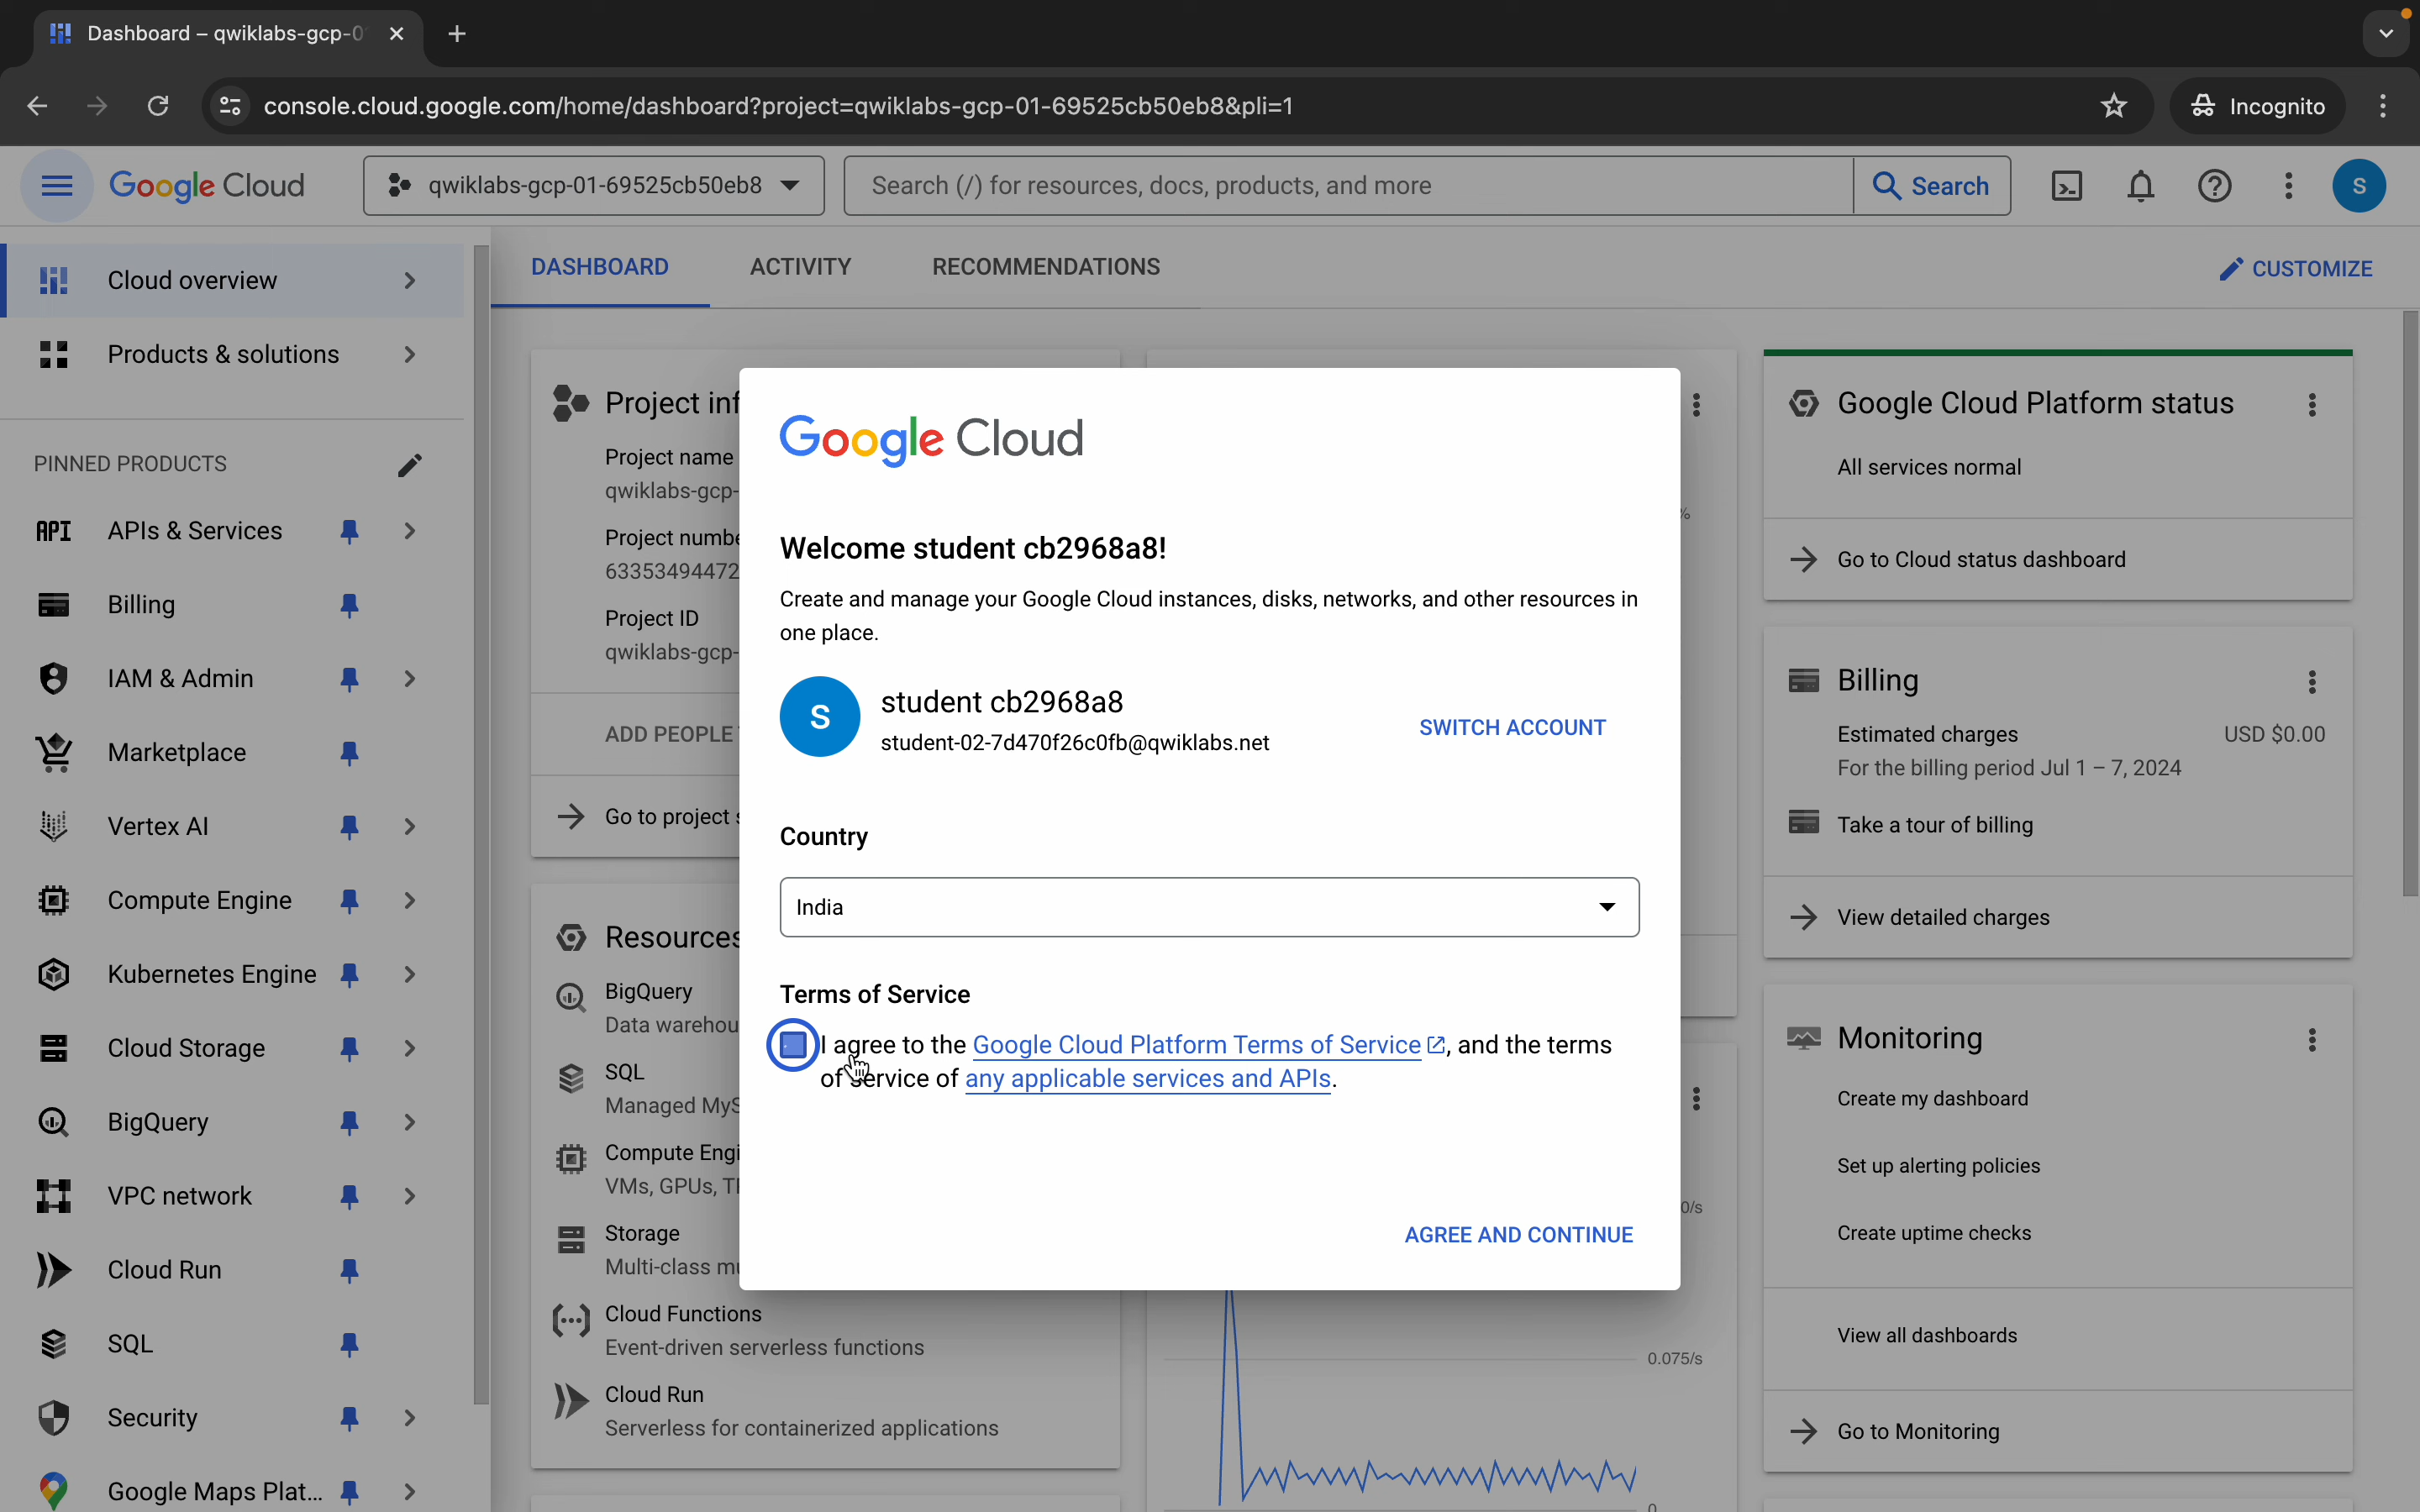 Dashboard – qwiklabs-gcp-0
console.cloud.google.com/home/dashboard?project=qwiklabs-gcp-01-69525cb50eb8&pli=1
Incognito
Google Cloud
qwiklabs-gcp-01-69525cb50eb8
Search (/) for resources, docs, products, and more
Search
S
Cloud overview
Products & solutions
PINNED PRODUCTS
API APIs & Services
Billing
IAM & Admin
Marketplace
Vertex AI
Compute Engine
Kubernetes Engine
Cloud Storage
BigQuery
VPC network
Cloud Run
SQL
Security
Google Maps Plat...
DASHBOARD
ACTIVITY
RECOMMENDATIONS
CUSTOMIZE
Project inf
Project name
qwiklabs-gcp-
Project numbe
63353494472
Project ID
qwiklabs-gcp-
ADD PEOPLE
Go to project s
Resources
BigQuery
Data warehou
SQL
Managed MyS
Compute Engi
VMs, GPUs, T
Storage
Multi-class mu
Cloud Functions
Event-driven serverless functions
Cloud Run
Serverless for containerized applications
Google Cloud
Welcome student cb2968a8!
Create and manage your Google Cloud instances, disks, networks, and other resources in
one place.
S
student cb2968a8
student-02-7d470f26c0fb@qwiklabs.net
SWITCH ACCOUNT
Country
India
Terms of Service
I agree to the Google Cloud Platform Terms of Service, and the terms
of service of any applicable services and APIs.
AGREE AND CONTINUE
%
0/s
0.075/s
0
Google Cloud Platform status
All services normal
Go to Cloud status dashboard
Billing
Estimated charges
USD $0.00
For the billing period Jul 1 – 7, 2024
Take a tour of billing
View detailed charges
Monitoring
Create my dashboard
Set up alerting policies
Create uptime checks
View all dashboards
Go to Monitoring